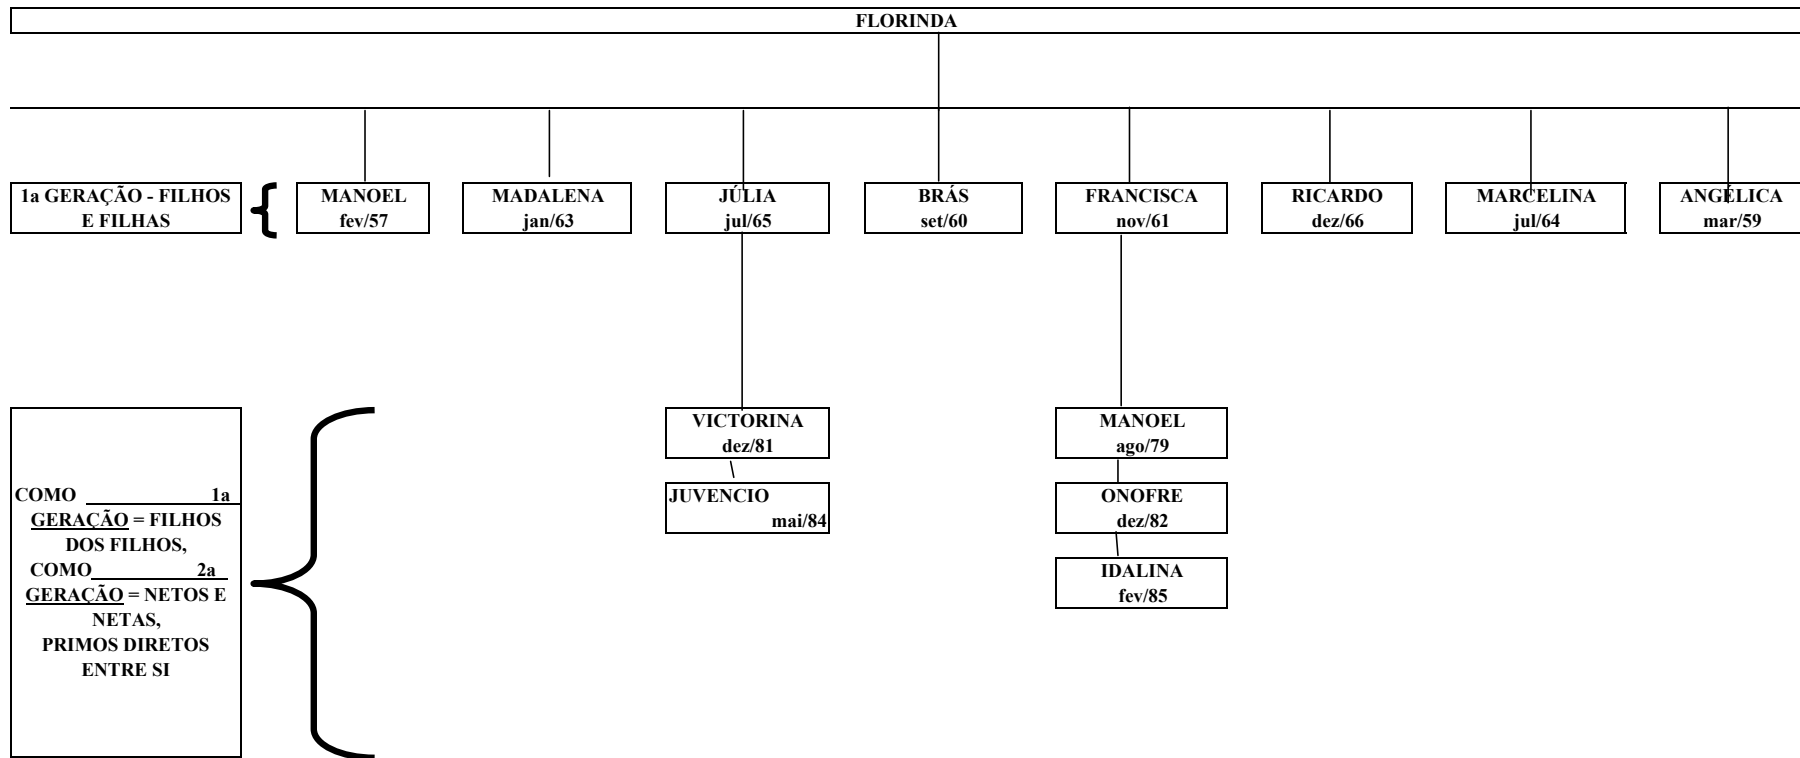 FLORINDA
1a GERAÇÃO - FILHOS
E FILHAS
MANOEL
fev/57
MADALENA
jan/63
JÚLIA
jul/65
BRÁS
set/60
FRANCISCA
nov/61
RICARDO
dez/66
MARCELINA
jul/64
ANGÉLICA
mar/59
VICTORINA
dez/81
JUVENCIO
mai/84
MANOEL
ago/79
ONOFRE
dez/82
IDALINA
fev/85
COMO 1a
GERAÇÃO = FILHOS
DOS FILHOS,
COMO 2a
GERAÇÃO = NETOS E
NETAS,
PRIMOS DIRETOS
ENTRE SI